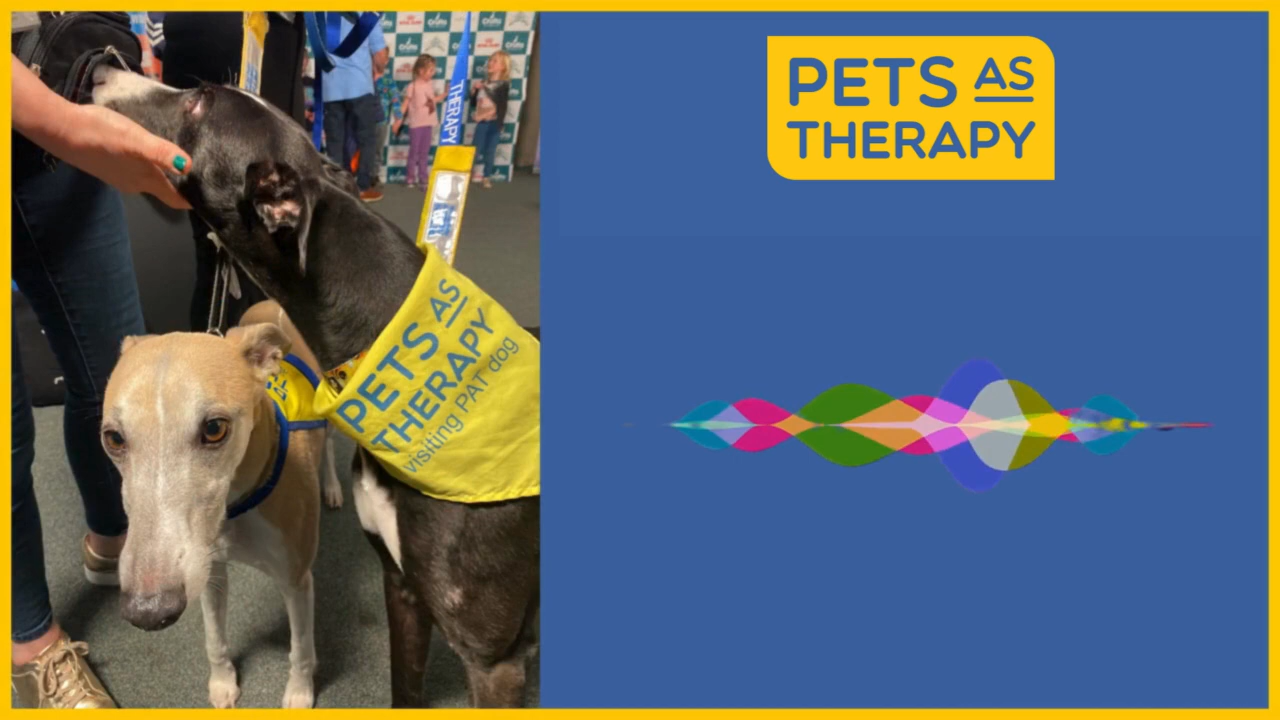 THERAPY
PETS AS
THERAPY
visiting PAT dog
PETS AS
THERAPY